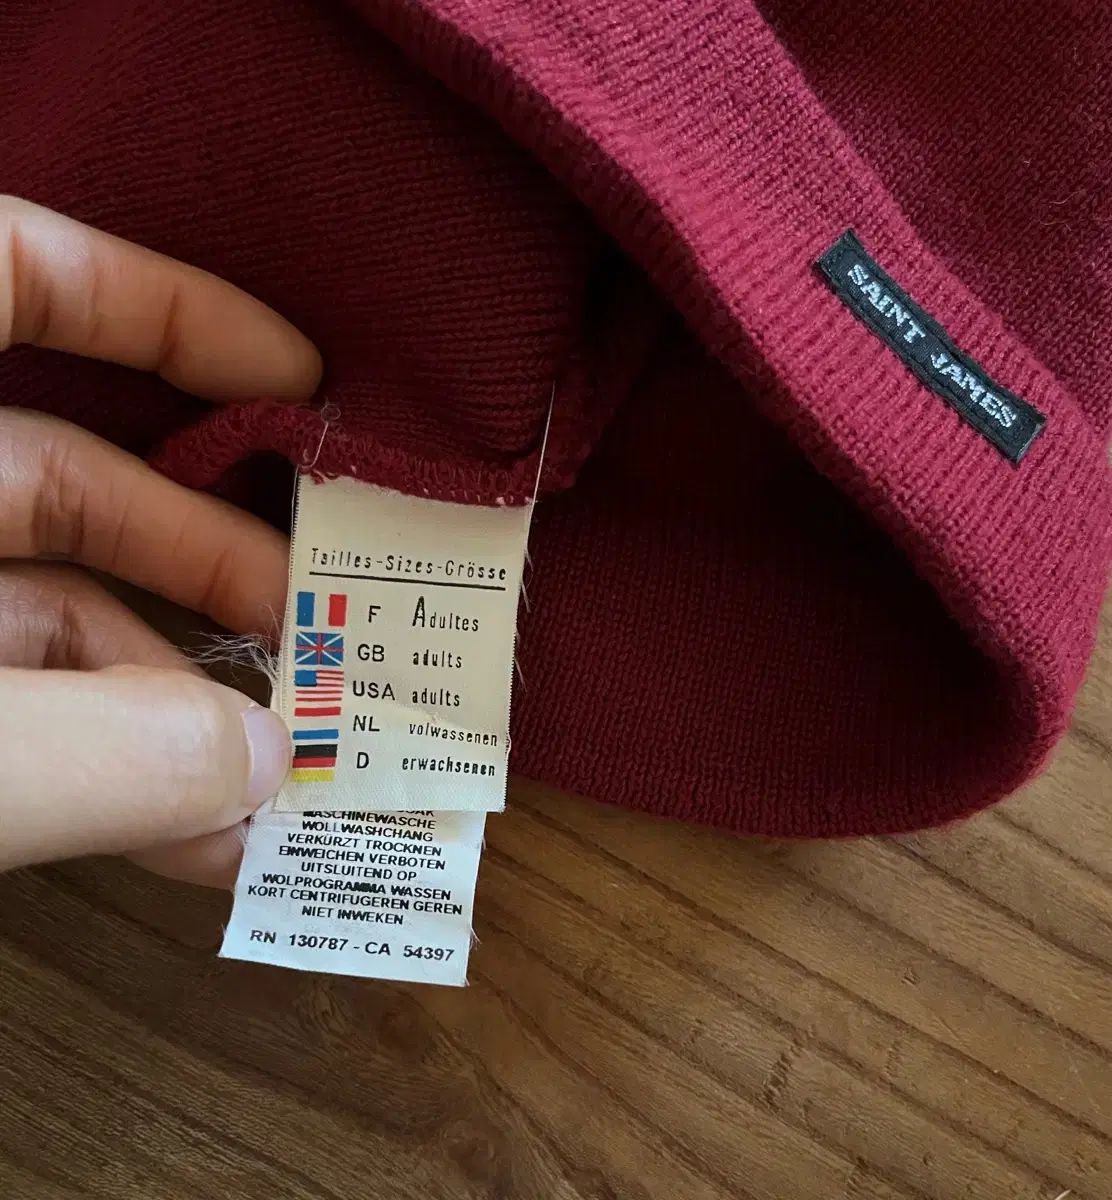 SAINT JAMES
Tailles-Sizes-Grösse
F Adultes
GB adults
USA adults
NL volwassenen
D erwachsenen
MASCHINEWASCHE
WOLLWASHCHANG
VERKÜRZT TROCKNEN
EINWEICHEN VERBOTEN
UITSLUITEND OP
WOLPROGRAMMA WASSEN
KORT CENTRIFUGEREN GEREN
NIET INWEKEN
RN 130787 - CA 54397